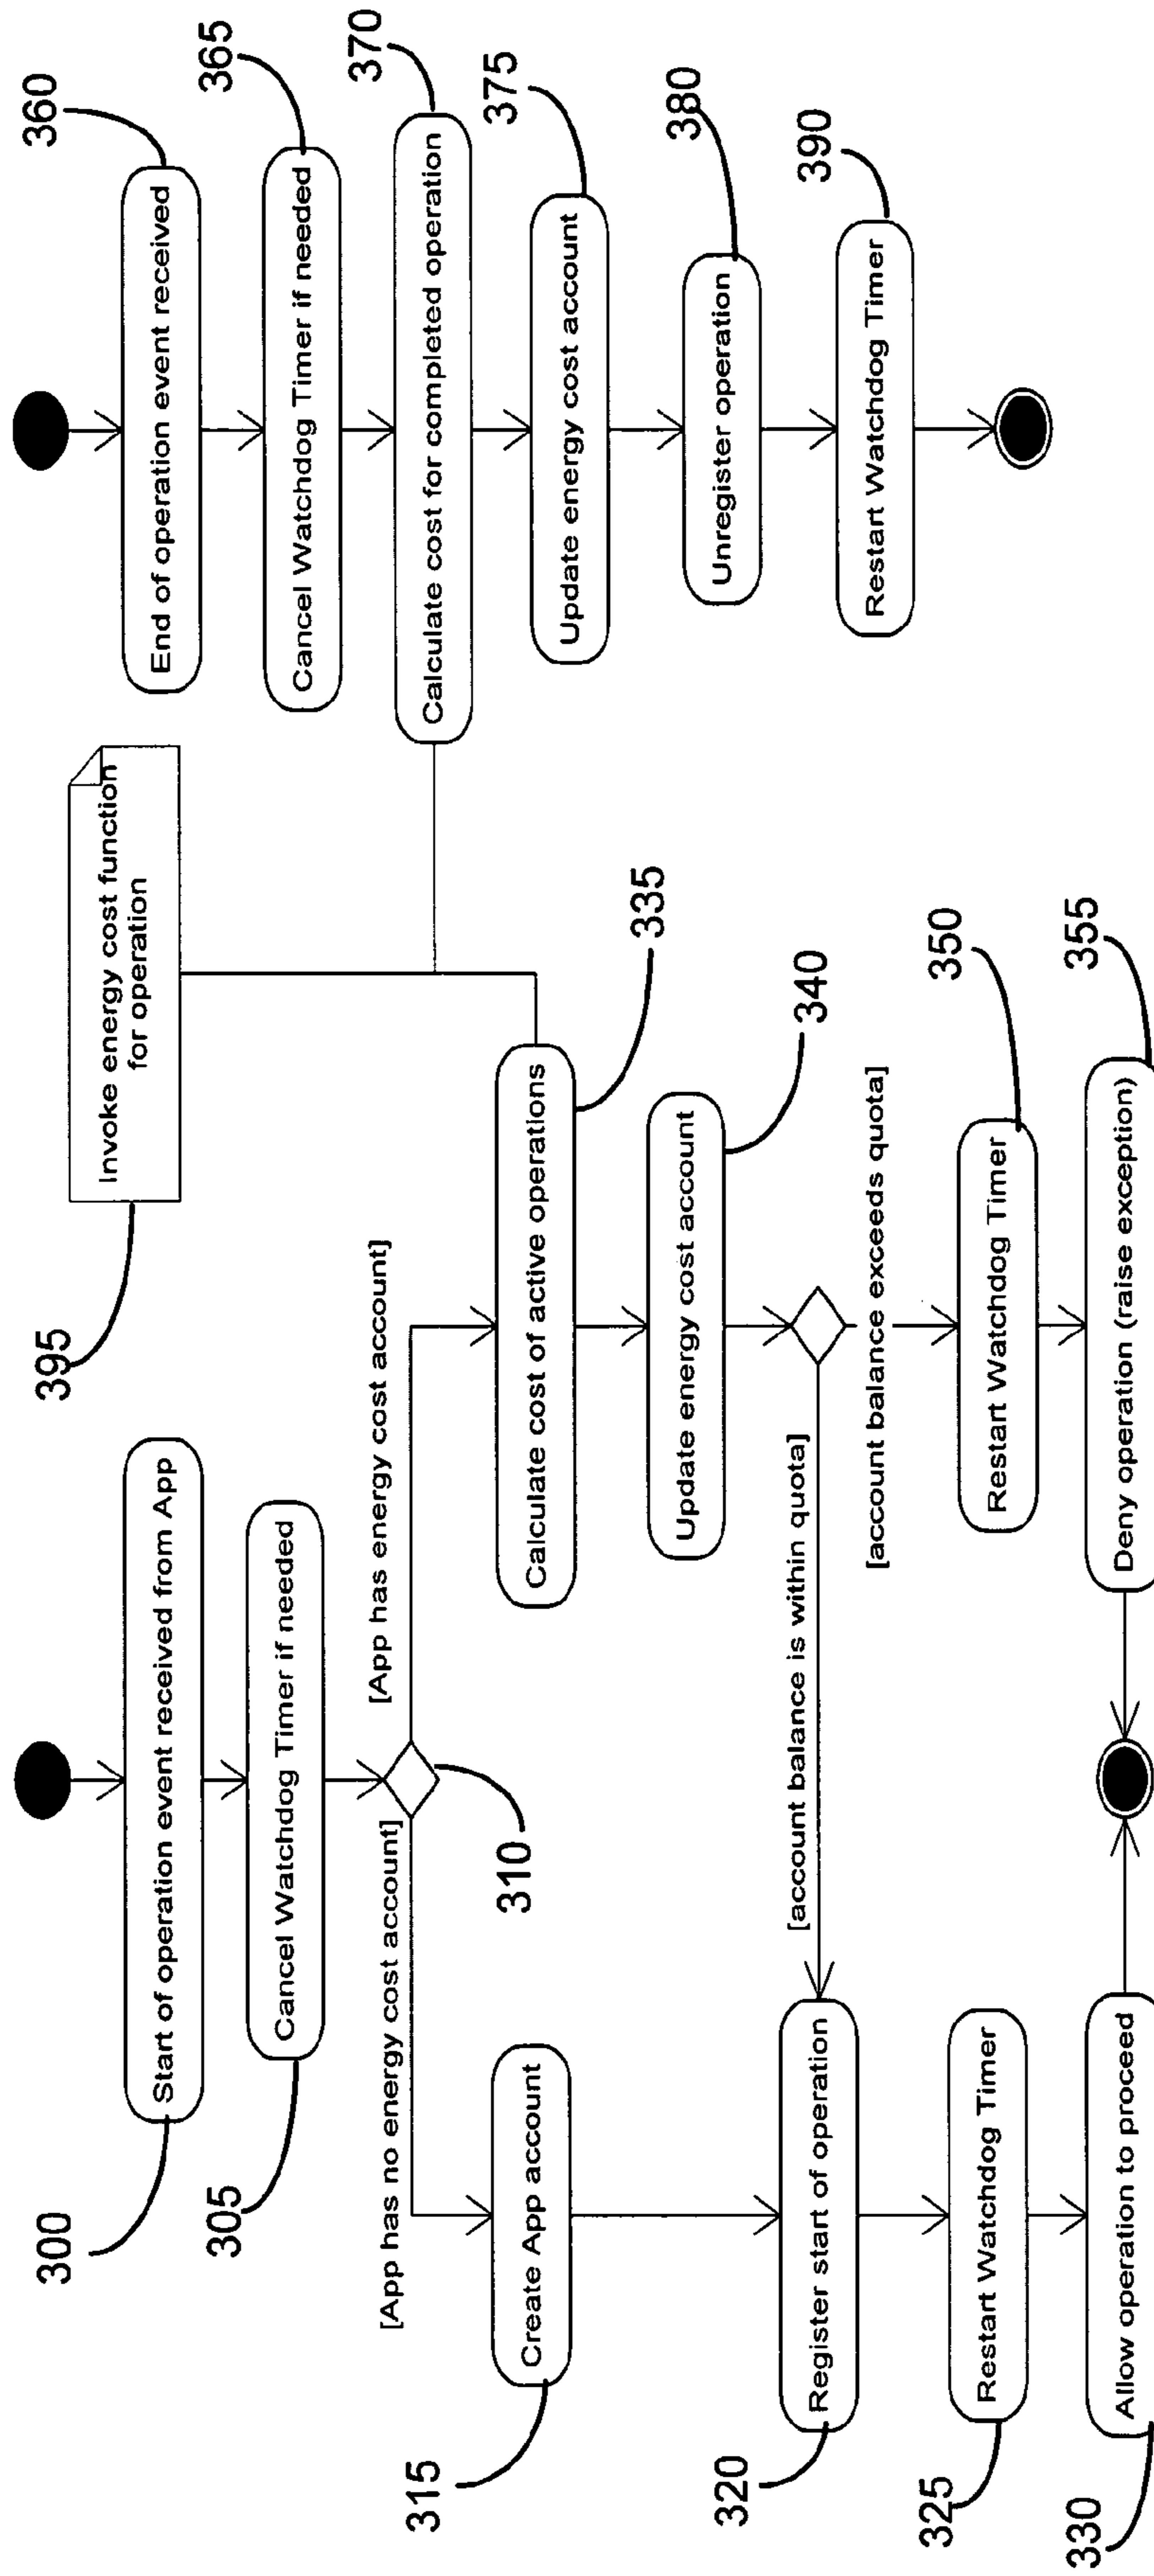 300
Start of operation event received from App
305
Cancel Watchdog Timer if needed
310
[App has no energy cost account]
[App has energy cost account]
315
Create App account
320
Register start of operation
325
Restart Watchdog Timer
330
Allow operation to proceed
395
Invoke energy cost function
for operation
335
Calculate cost of active operations
340
Update energy cost account
[account balance is within quota]
[account balance exceeds quota]
350
Restart Watchdog Timer
355
Deny operation (raise exception)
360
End of operation event received
365
Cancel Watchdog Timer if needed
370
Calculate cost for completed operation
375
Update energy cost account
380
Unregister operation
390
Restart Watchdog Timer